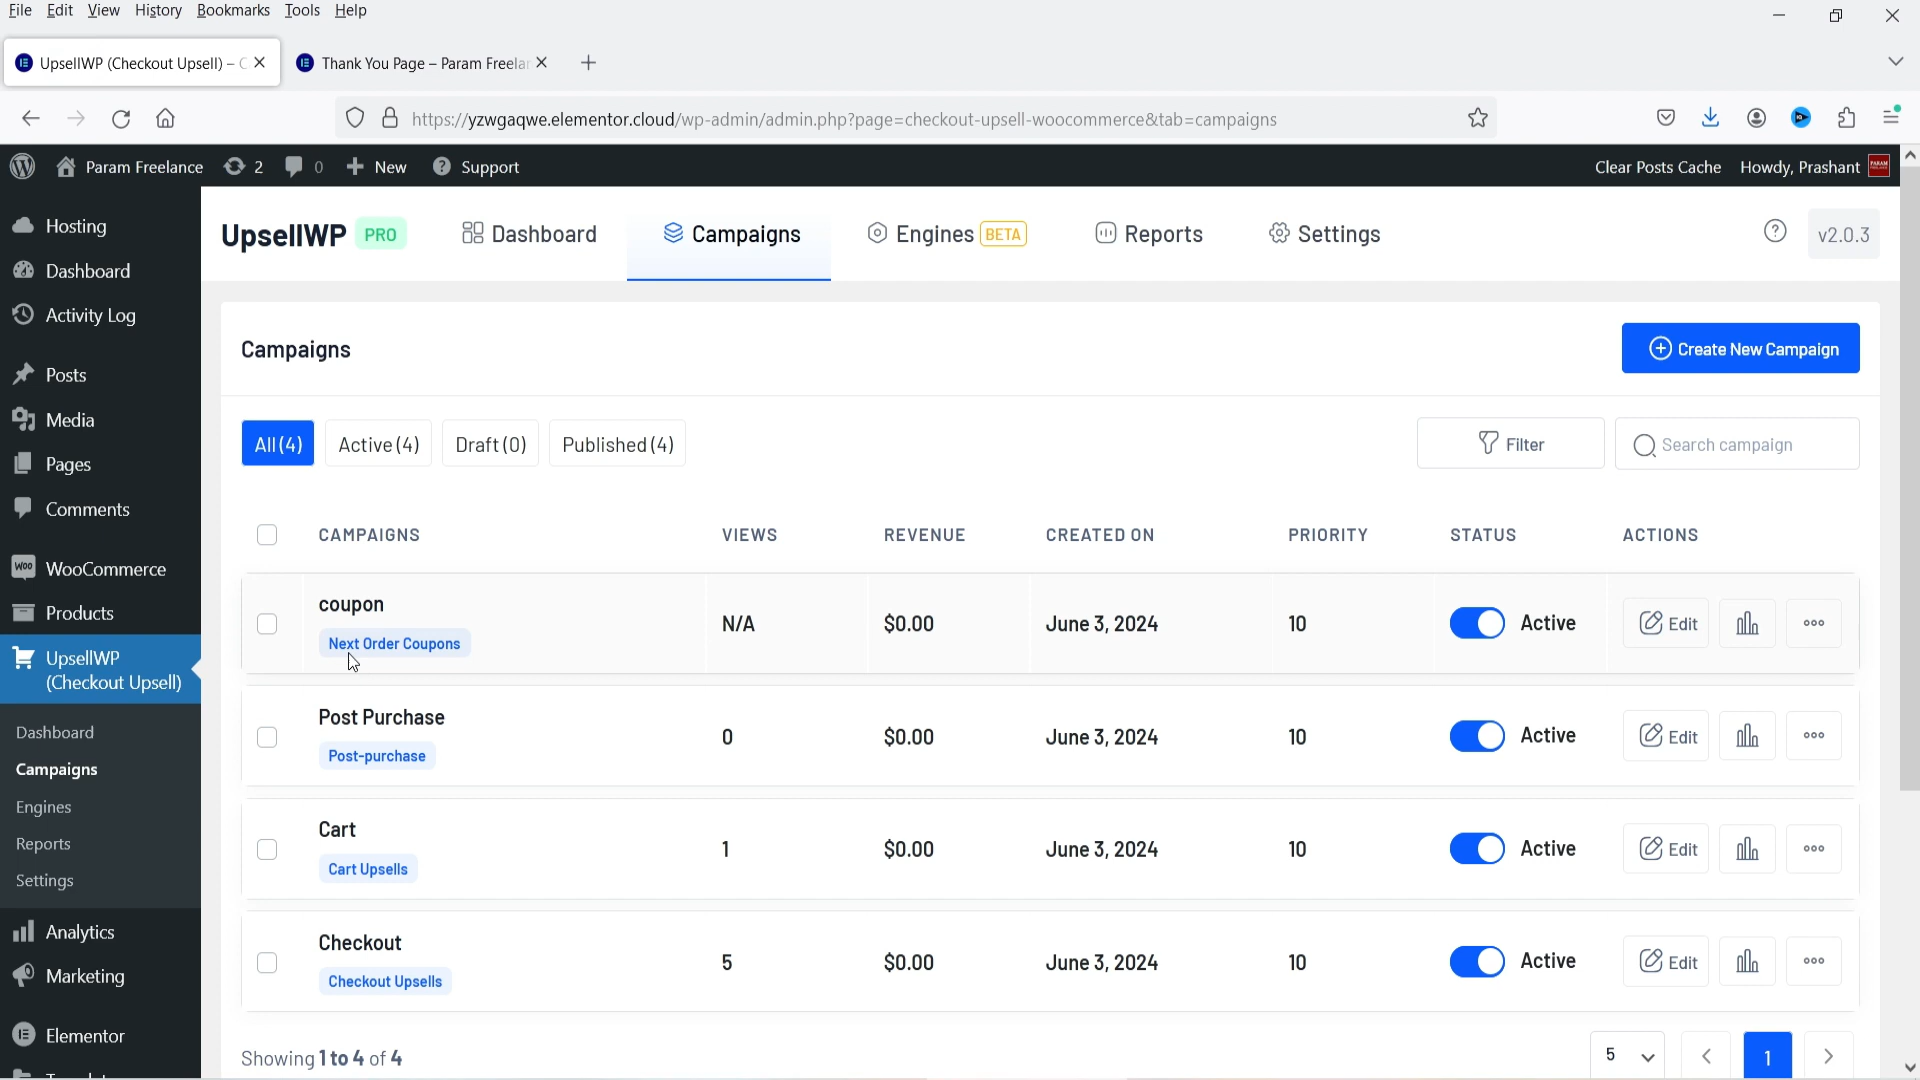 File Edit View History Bookmarks Tools Help
UpsellWP (Checkout Upsell) – C
Thank You Page – Param Freelar
https://yzwgaqwe.elementor.cloud/wp-admin/admin.php?page=checkout-upsell-woocommerce&tab=campaigns
Param Freelance 2 0 New Support Clear Posts Cache Howdy, Prashant
Hosting
Dashboard
Activity Log
Posts
Media
Pages
Comments
WooCommerce
Products
UpsellWP
(Checkout Upsell)
Dashboard
Campaigns
Engines
Reports
Settings
Analytics
Marketing
Elementor
UpsellWP PRO Dashboard Campaigns Engines BETA Reports Settings v2.0.3
Campaigns Create New Campaign
All (4) Active (4) Draft (0) Published (4) Filter Search campaign
CAMPAIGNS VIEWS REVENUE CREATED ON PRIORITY STATUS ACTIONS
coupon
Next Order Coupons
N/A $0.00 June 3, 2024 10 Active Edit
Post Purchase
Post-purchase
0 $0.00 June 3, 2024 10 Active Edit
Cart
Cart Upsells
1 $0.00 June 3, 2024 10 Active Edit
Checkout
Checkout Upsells
5 $0.00 June 3, 2024 10 Active Edit
Showing 1 to 4 of 4 5 1